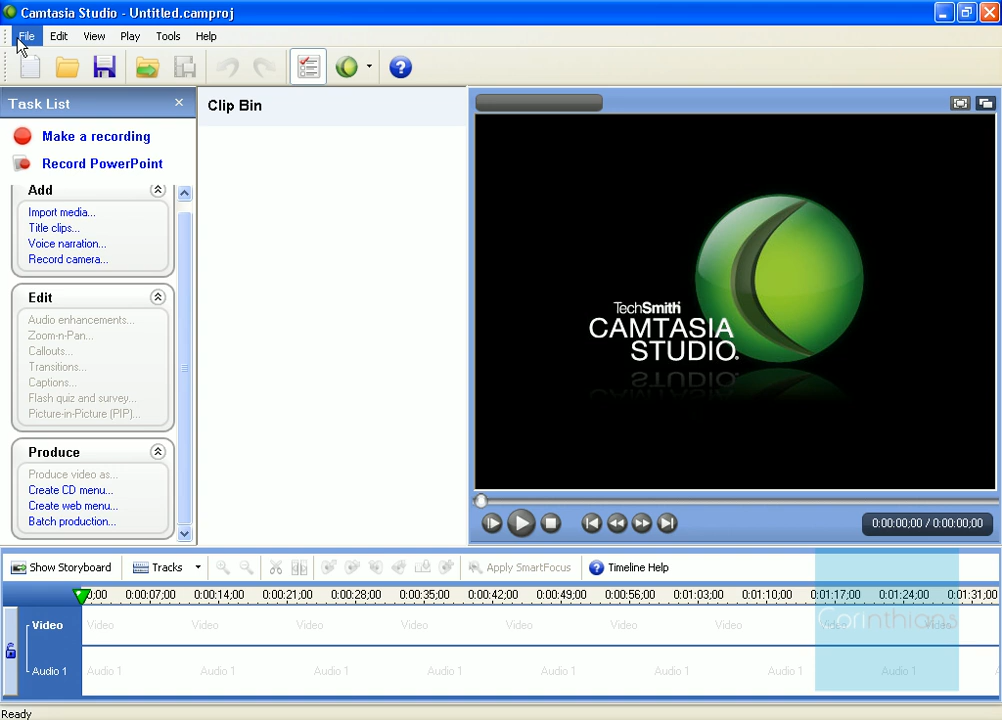 Camtasia Studio - Untitled.camproj
File Edit View Play Tools Help
Task List
Clip Bin
Make a recording
Record PowerPoint
Add
Import media...
Title clips...
Voice narration...
Record camera...
Edit
Audio enhancements...
Zoom-n-Pan...
Callouts...
Transitions...
Captions...
Flash quiz and survey...
Picture-in-Picture (PIP)...
Produce
Produce video as...
Create CD menu...
Create web menu...
Batch production...
TechSmith
CAMTASIA
STUDIO.
0:00:00;00 / 0:00:00;00
Show Storyboard Tracks Apply SmartFocus Timeline Help
0;00 0:00:07;00 0:00:14;00 0:00:21;00 0:00:28;00 0:00:35;00 0:00:42;00 0:00:49;00 0:00:56;00 0:01:03;00 0:01:10;00 0:01:17;00 0:01:24;00 0:01:31;00
Video Video Video Video Video Video Video Video Video Video
Corinthians
Audio 1 Audio 1 Audio 1 Audio 1 Audio 1 Audio 1 Audio 1 Audio 1 Audio 1
Ready